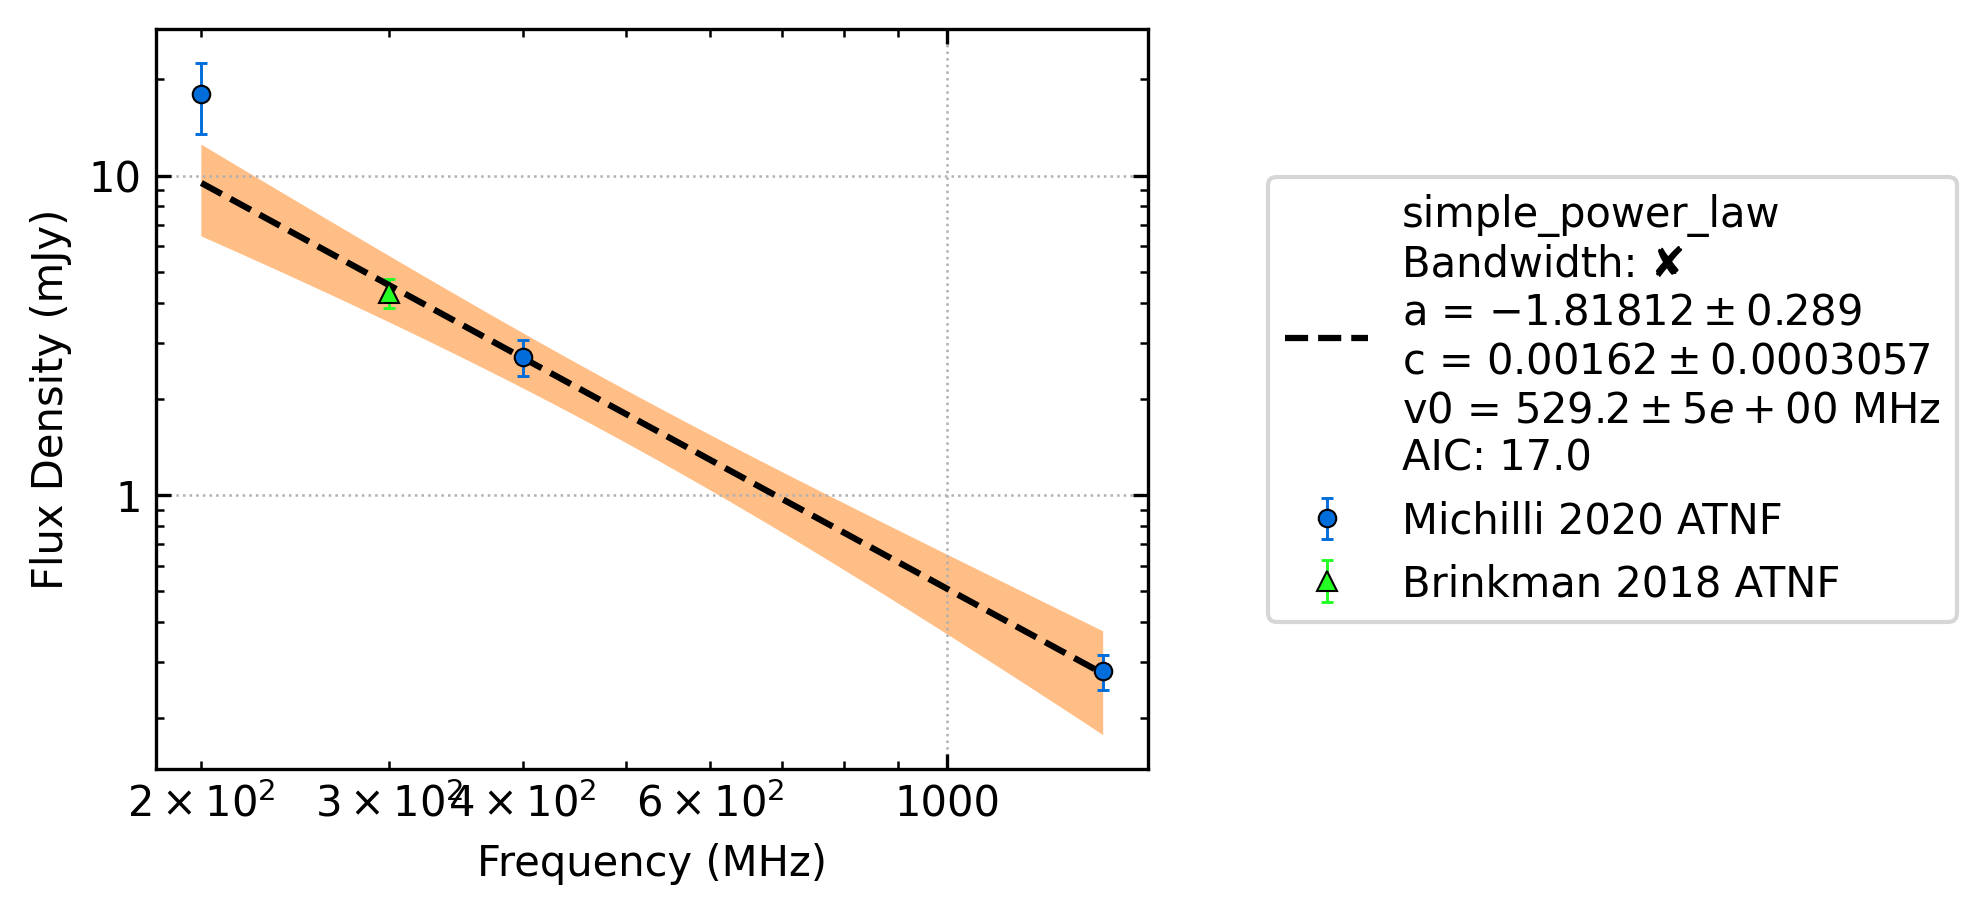 Flux Density (mJy)
10
1
2 × 10² 3 × 10² 4 × 10² 6 × 10² 1000
Frequency (MHz)
simple_power_law
Bandwidth: ✘
a = −1.81812 ± 0.289
c = 0.00162 ± 0.0003057
v0 = 529.2 ± 5e + 00 MHz
AIC: 17.0
Michilli 2020 ATNF
Brinkman 2018 ATNF